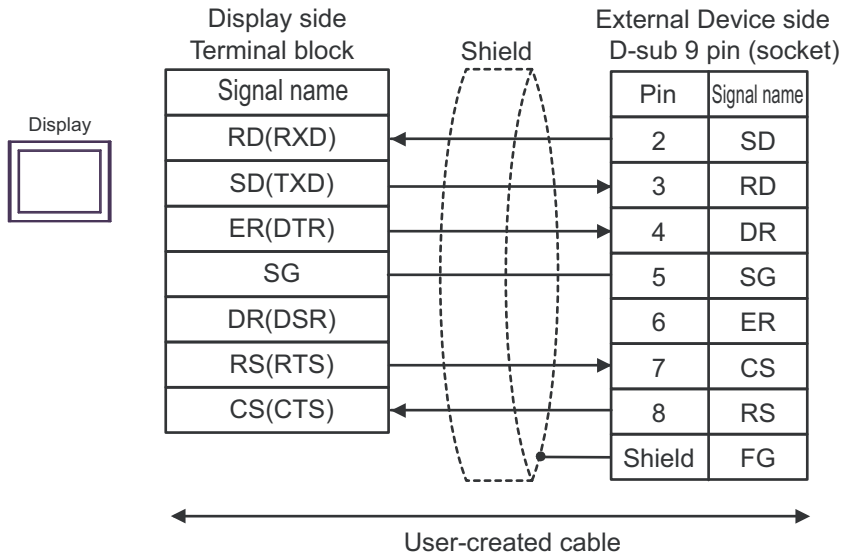 Display side
Terminal block
Shield
External Device side
D-sub 9 pin (socket)
Display
Signal name
Pin Signal name
RD(RXD) 2 SD
SD(TXD) 3 RD
ER(DTR) 4 DR
SG 5 SG
DR(DSR) 6 ER
RS(RTS) 7 CS
CS(CTS) 8 RS
Shield FG
User-created cable